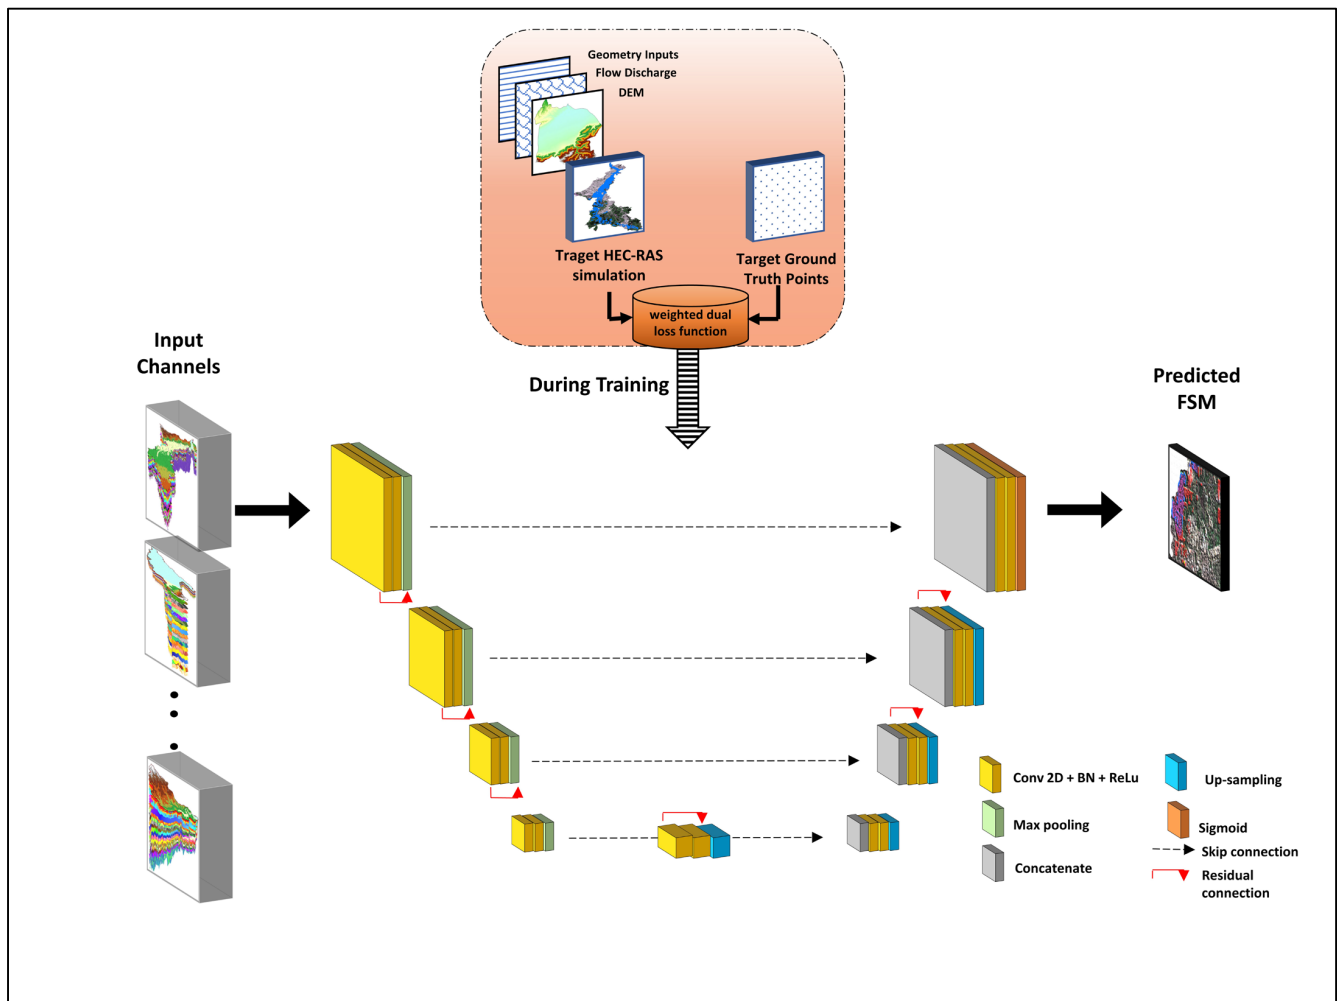 Geometry Inputs
Flow Discharge
DEM
Traget HEC-RAS
simulation
Target Ground
Truth Points
weighted dual
loss function
During Training
Input
Channels
Predicted
FSM
Conv 2D + BN + ReLu
Max pooling
Concatenate
Up-sampling
Sigmoid
Skip connection
Residual
connection